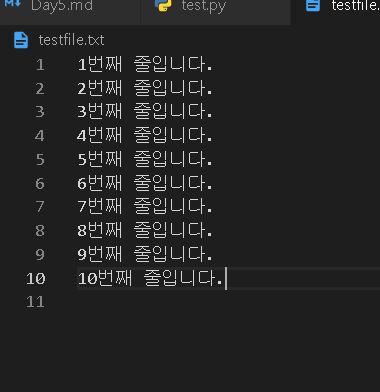 Day5.md test.py testfile.
testfile.txt
1 1번째 줄입니다.
2 2번째 줄입니다.
3 3번째 줄입니다.
4 4번째 줄입니다.
5 5번째 줄입니다.
6 6번째 줄입니다.
7 7번째 줄입니다.
8 8번째 줄입니다.
9 9번째 줄입니다.
10 10번째 줄입니다.
11